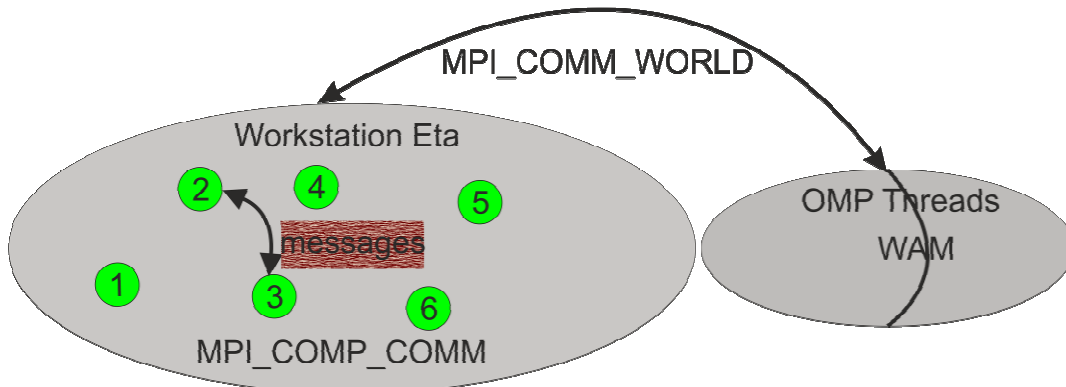 MPI_COMM_WORLD
Workstation Eta
2
4
5
messages
1
3
6
MPI_COMP_COMM
OMP Threads
WAM